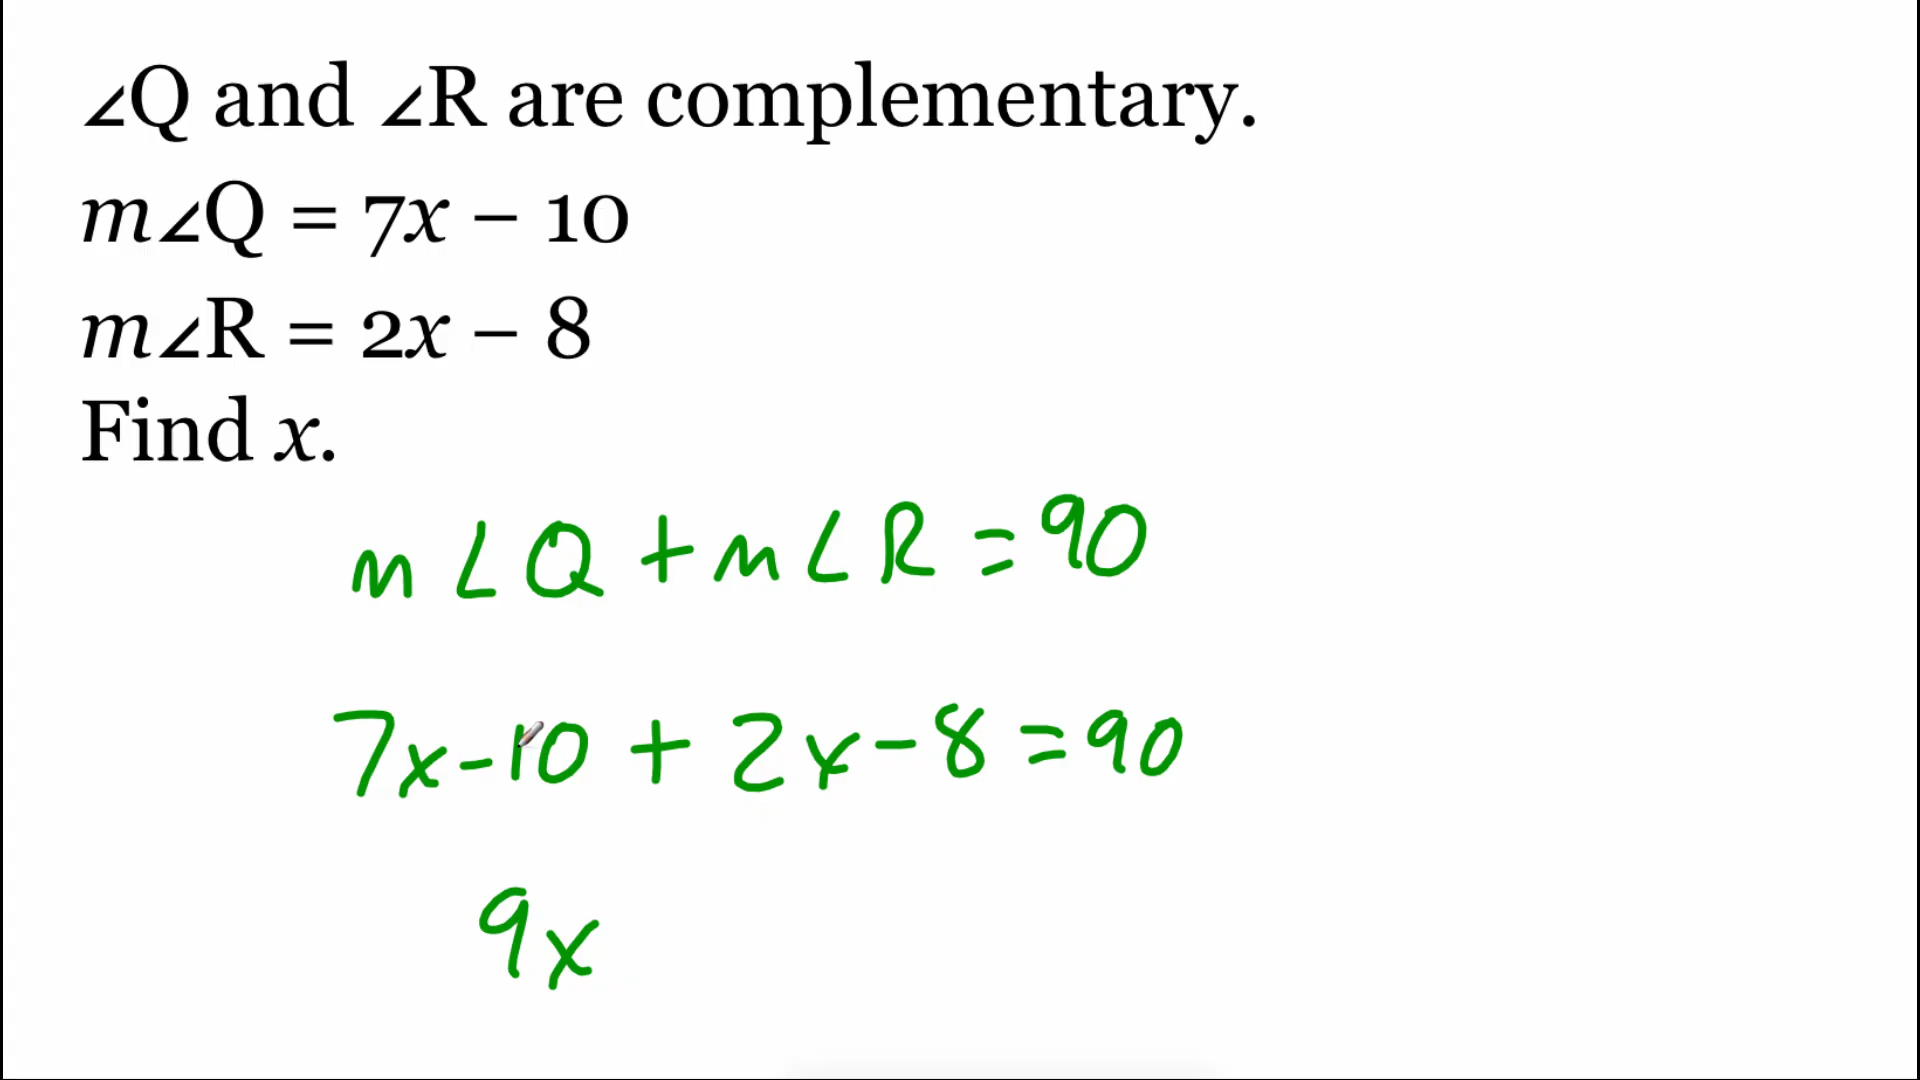 ∠Q and ∠R are complementary.
m∠Q = 7x − 10
m∠R = 2x − 8
Find x.
m∠Q + m∠R = 90
7x - 10 + 2x - 8 = 90
9x